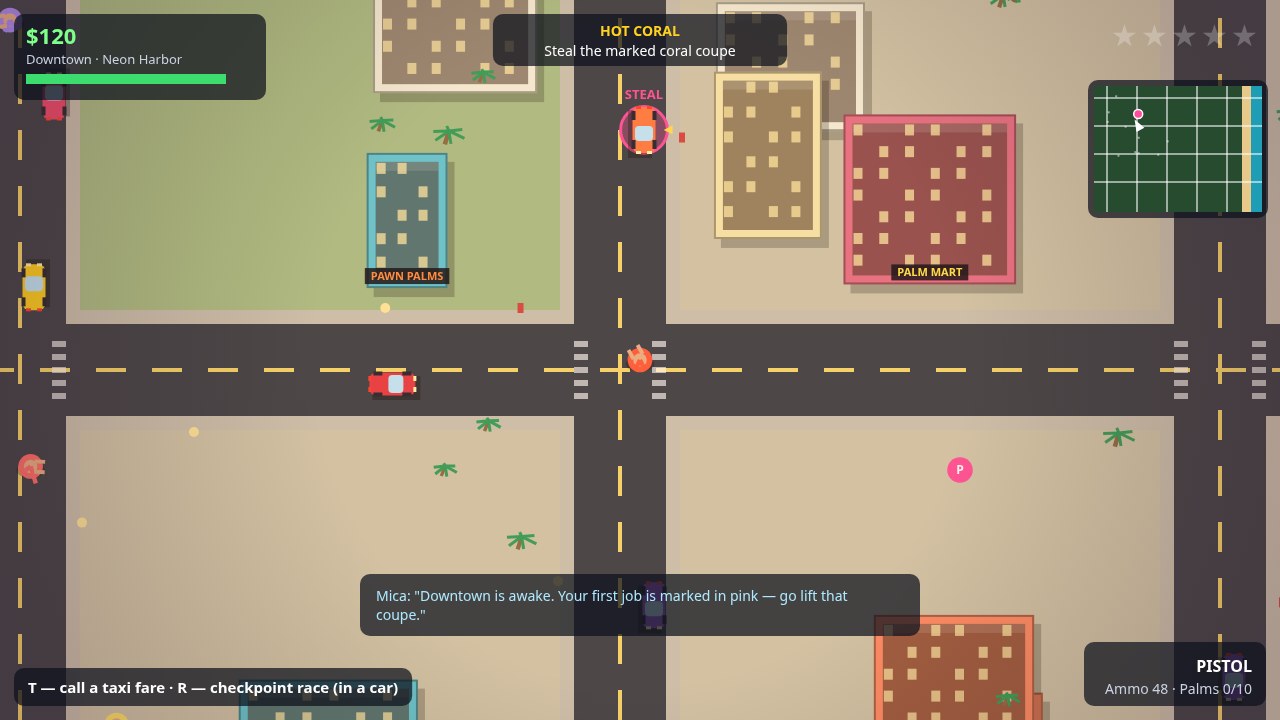 $120
Downtown · Neon Harbor
HOT CORAL
Steal the marked coral coupe
STEAL
PAWN PALMS
PALM MART
P
Mica: "Downtown is awake. Your first job is marked in pink — go lift that
coupe."
T — call a taxi fare · R — checkpoint race (in a car)
PISTOL
Ammo 48 · Palms 0/10